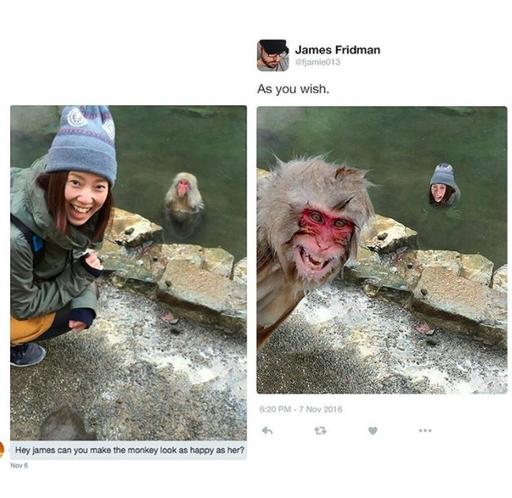 James Fridman
@fjamie013
As you wish.
Hey james can you make the monkey look as happy as her?
Nov 6
6:20 PM - 7 Nov 2016